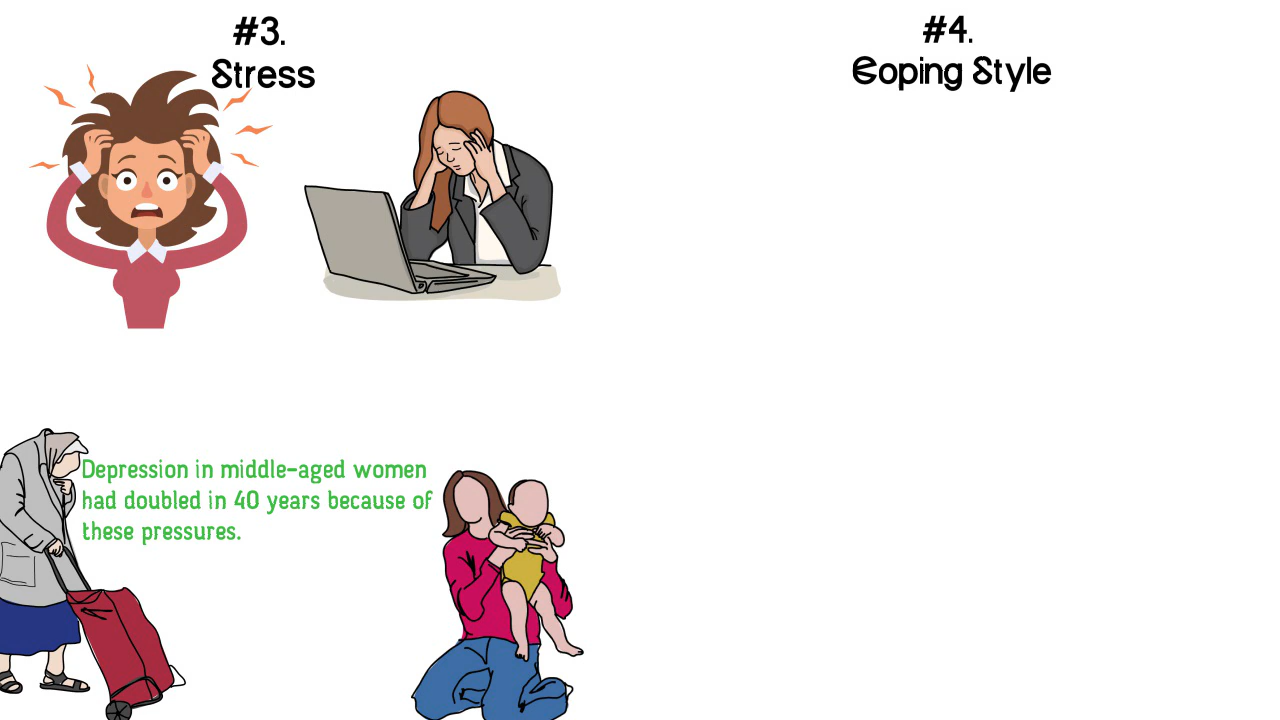 #3.
Stress
#4.
Coping Style
Depression in middle-aged women
had doubled in 40 years because of
these pressures.